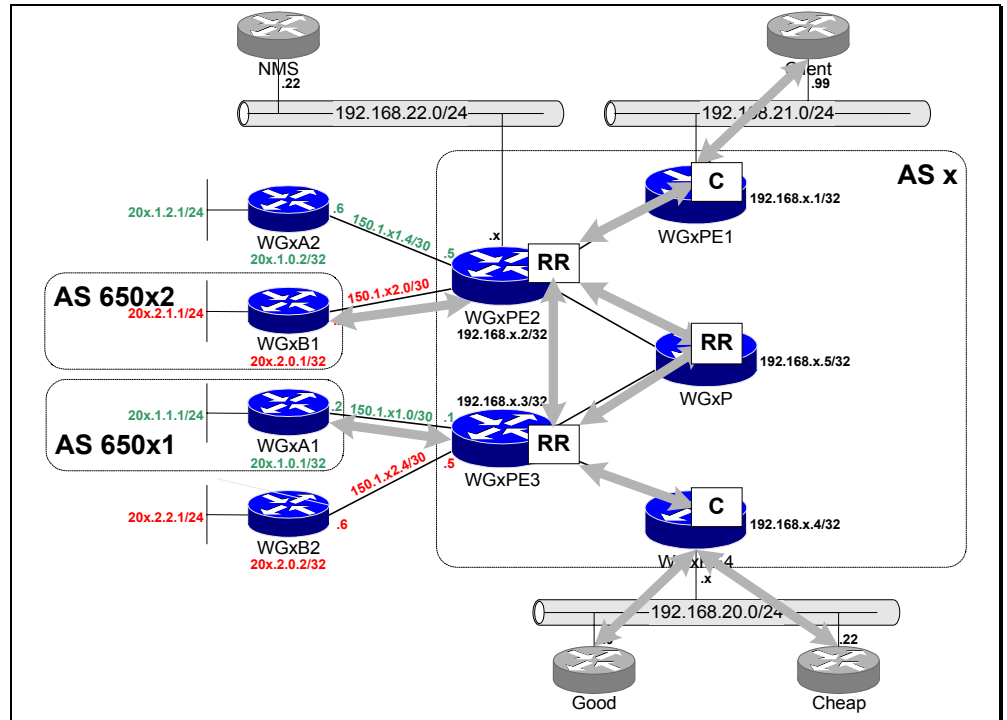 NMS
.22
.99
192.168.22.0/24
192.168.21.0/24
AS x
C
192.168.x.1/32
WGxPE1
20x.1.2.1/24
.6
150.1.x1.4/30
.5
.x
WGxA2
20x.1.0.2/32
RR
AS 650x2
20x.2.1.1/24
150.1.x2.0/30
WGxB1
20x.2.0.1/32
WGxPE2
192.168.x.2/32
RR
192.168.x.5/32
WGxP
20x.1.1.1/24
.2
150.1.x1.0/30
.1
192.168.x.3/32
AS 650x1
WGxA1
20x.1.0.1/32
RR
.5
WGxPE3
150.1.x2.4/30
20x.2.2.1/24
.6
WGxB2
20x.2.0.2/32
C
192.168.x.4/32
.x
192.168.20.0/24
.22
Good
Cheap